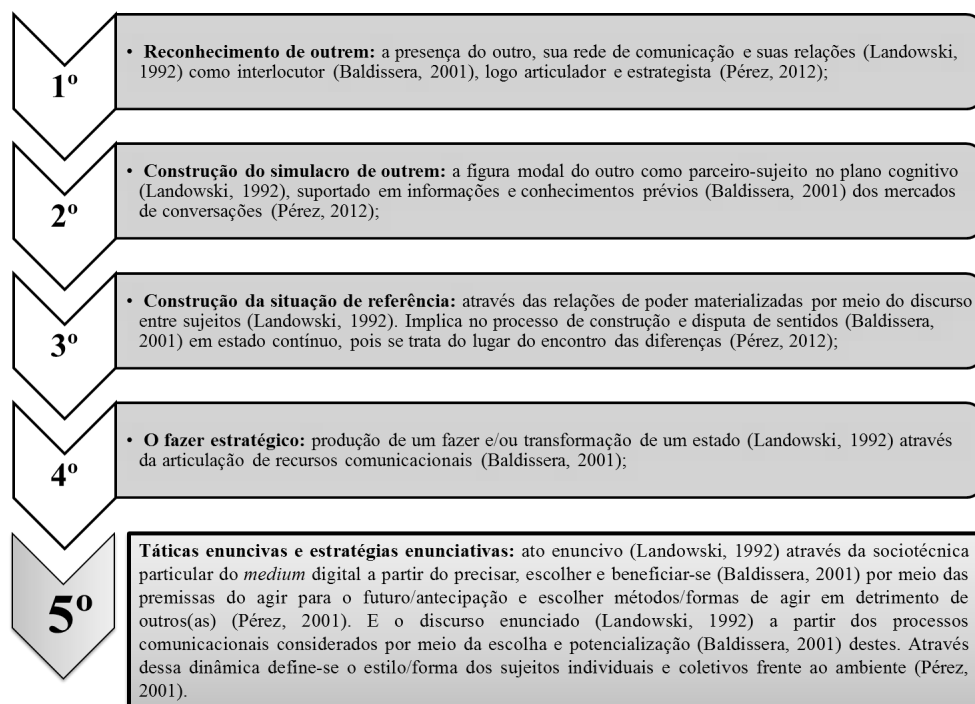 1º
• Reconhecimento de outrem: a presença do outro, sua rede de comunicação e suas relações (Landowski,
1992) como interlocutor (Baldissera, 2001), logo articulador e estrategista (Pérez, 2012);
2º
• Construção do simulacro de outrem: a figura modal do outro como parceiro-sujeito no plano cognitivo
(Landowski, 1992), suportado em informações e conhecimentos prévios (Baldissera, 2001) dos mercados
de conversações (Pérez, 2012);
3º
• Construção da situação de referência: através das relações de poder materializadas por meio do discurso
entre sujeitos (Landowski, 1992). Implica no processo de construção e disputa de sentidos (Baldissera,
2001) em estado contínuo, pois se trata do lugar do encontro das diferenças (Pérez, 2012);
4º
• O fazer estratégico: produção de um fazer e/ou transformação de um estado (Landowski, 1992) através
da articulação de recursos comunicacionais (Baldissera, 2001);
5º
Táticas enuncivas e estratégias enunciativas: ato enuncivo (Landowski, 1992) através da sociotécnica
particular do medium digital a partir do precisar, escolher e beneficiar-se (Baldissera, 2001) por meio das
premissas do agir para o futuro/antecipação e escolher métodos/formas de agir em detrimento de
outros(as) (Pérez, 2001). E o discurso enunciado (Landowski, 1992) a partir dos processos
comunicacionais considerados por meio da escolha e potencialização (Baldissera, 2001) destes. Através
dessa dinâmica define-se o estilo/forma dos sujeitos individuais e coletivos frente ao ambiente (Pérez,
2001).